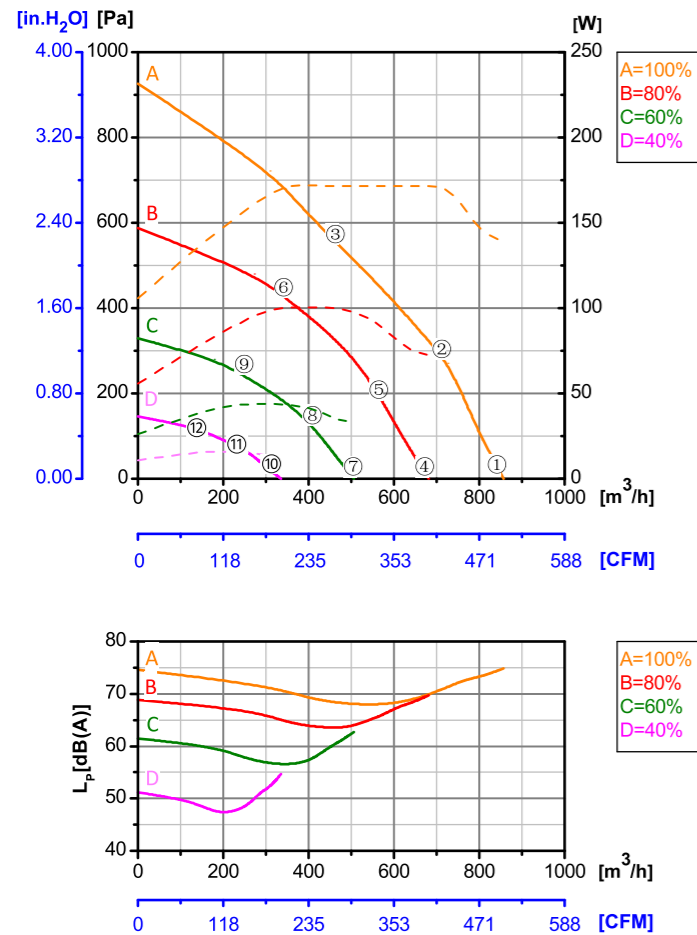 [in.H2O] [Pa] [W]
4.00 1000 250
A
A=100%
B=80%
C=60%
D=40%
3.20 800 200
2.40 600 150
B
③
1.60 400 100
⑥
C
②
⑨
0.80 200 50
D
⑤
⑧
⑫
⑪
⑩ ⑦ ④ ①
0.00 0 0
0 200 400 600 800 1000 [m3/h]
0 118 235 353 471 588 [CFM]
80
A
A=100%
B=80%
C=60%
D=40%
70
B
60
C
50
D
40
LP[dB(A)]
0 200 400 600 800 1000 [m3/h]
0 118 235 353 471 588 [CFM]